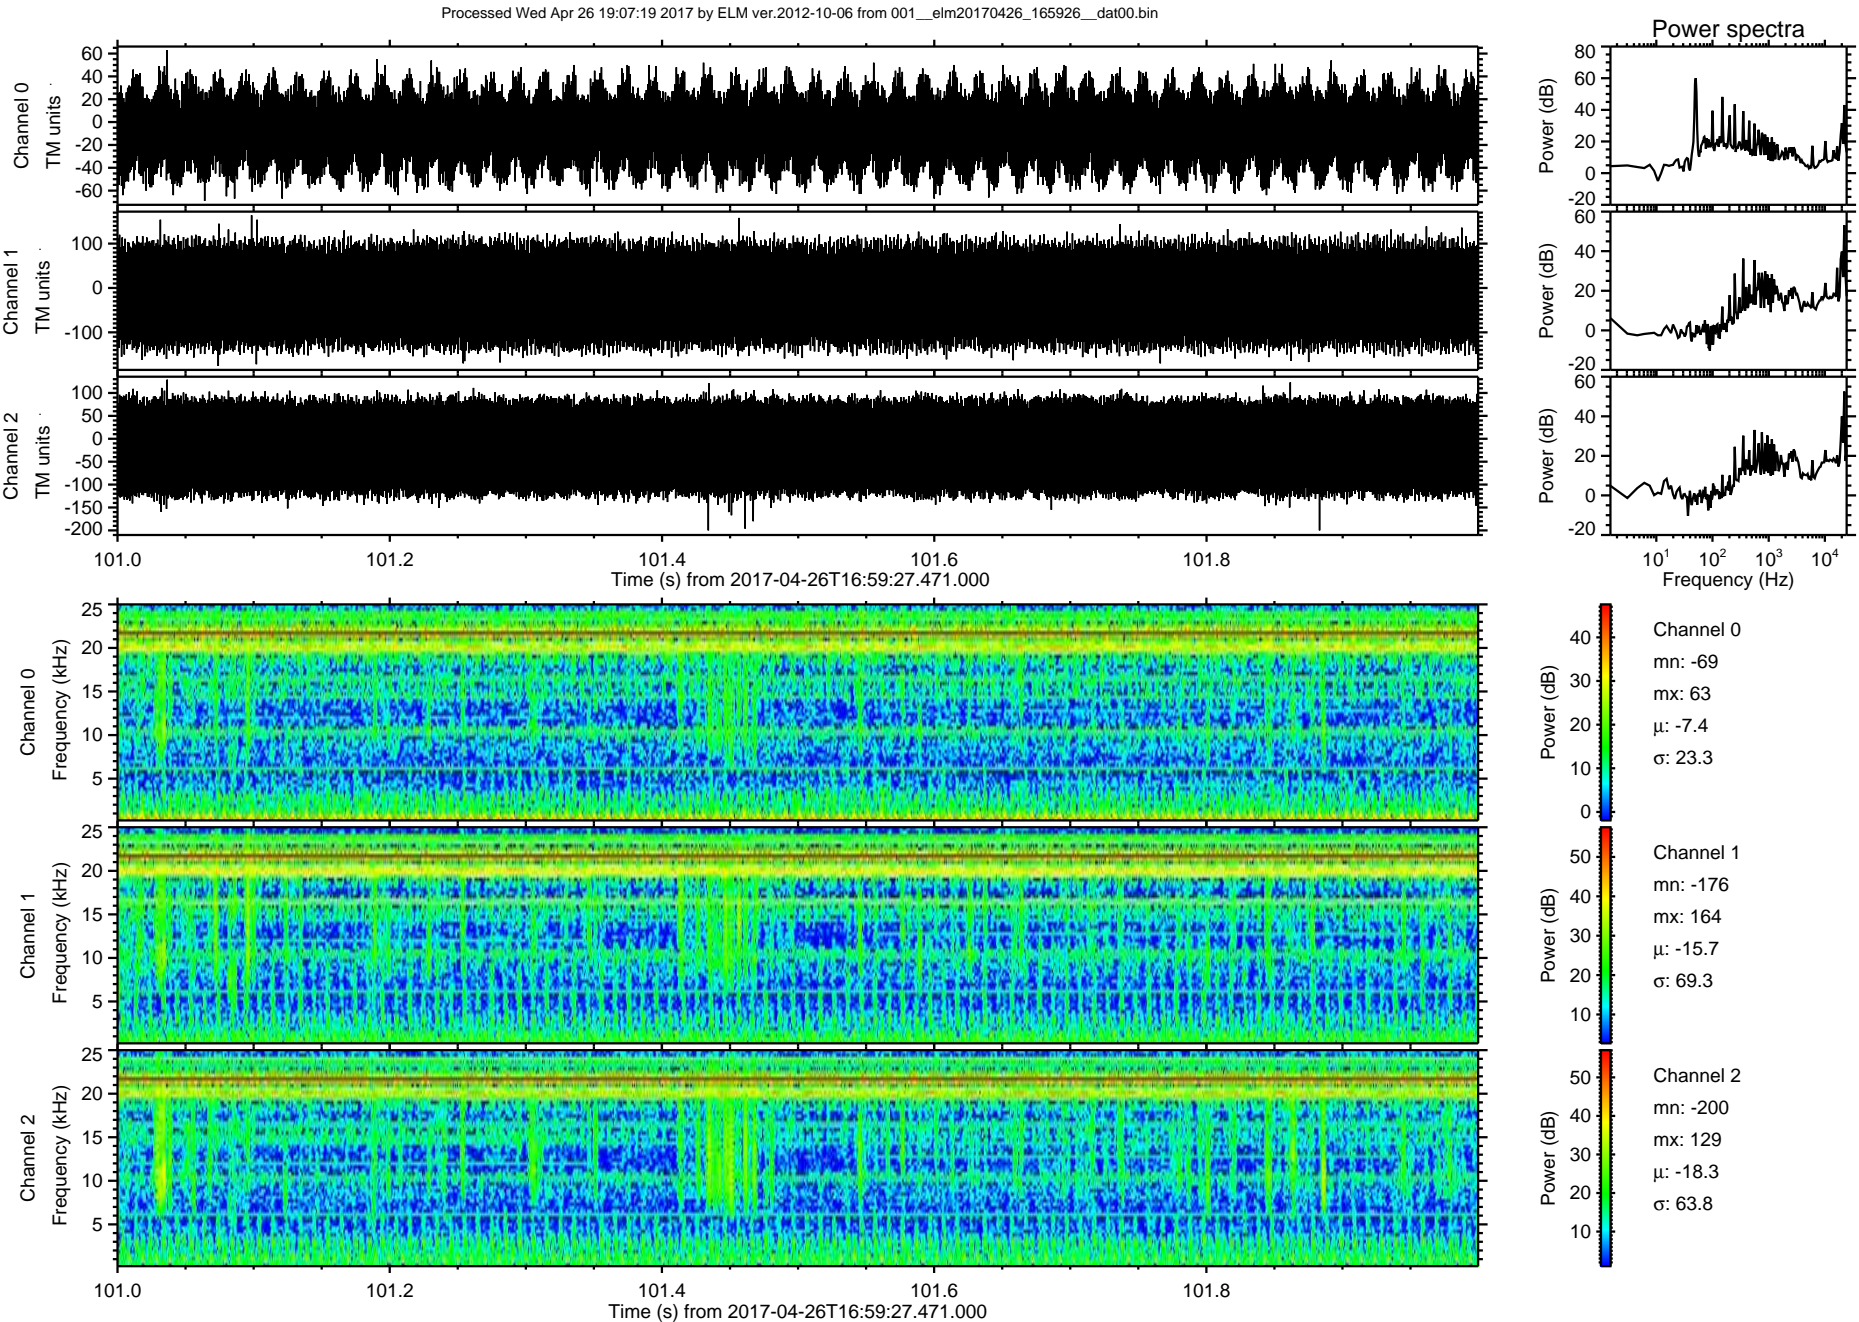 Processed Wed Apr 26 19:07:19 2017 by ELM ver.2012-10-06 from 001__elm20170426_165926__dat00.bin
Power spectra
Channel 0
TM units
60
40
20
0
-20
-40
-60
Power (dB)
80
60
40
20
0
-20
Channel 1
TM units
100
0
-100
Power (dB)
60
40
20
0
-20
Channel 2
TM units
100
50
0
-50
-100
-150
-200
Power (dB)
60
40
20
0
-20
101.0 101.2 101.4 101.6 101.8
Time (s) from 2017-04-26T16:59:27.471.000
10¹ 10² 10³ 10⁴
Frequency (Hz)
Channel 0
Frequency (kHz)
25
20
15
10
5
Power (dB)
40
30
20
10
0
Channel 0
mn: -69
mx: 63
µ: -7.4
σ: 23.3
Channel 1
Frequency (kHz)
25
20
15
10
5
Power (dB)
50
40
30
20
10
Channel 1
mn: -176
mx: 164
µ: -15.7
σ: 69.3
Channel 2
Frequency (kHz)
25
20
15
10
5
Power (dB)
50
40
30
20
10
Channel 2
mn: -200
mx: 129
µ: -18.3
σ: 63.8
101.0 101.2 101.4 101.6 101.8
Time (s) from 2017-04-26T16:59:27.471.000